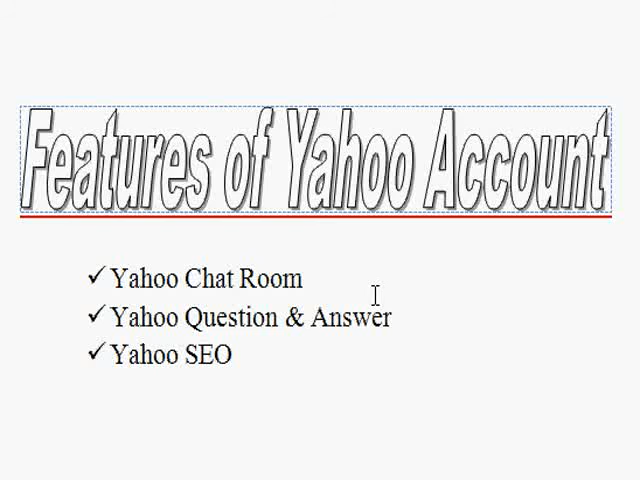 Features of Yahoo Account
✓ Yahoo Chat Room
✓ Yahoo Question & Answer
✓ Yahoo SEO